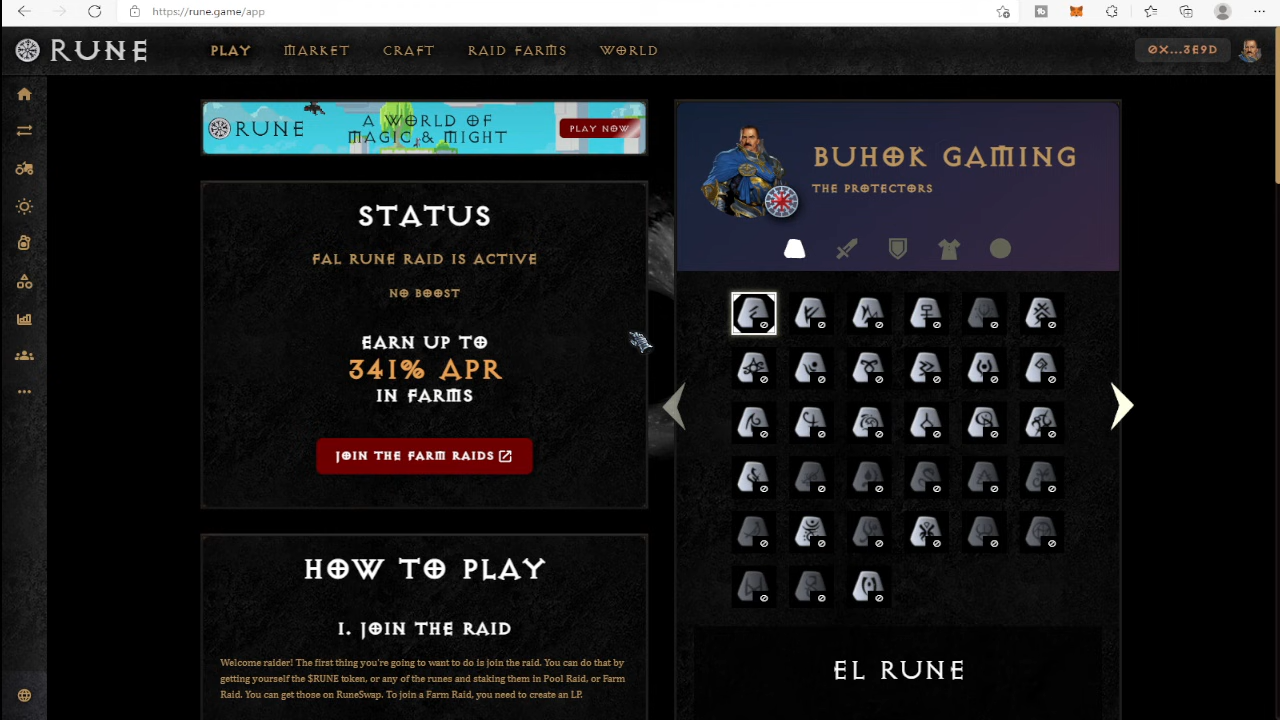 https://rune.game/app
RUNE
PLAY
MARKET
CRAFT
RAID FARMS
WORLD
0X...3E9D
RUNE
A WORLD OF
MAGIC & MIGHT
PLAY NOW
STATUS
FAL RUNE RAID IS ACTIVE
NO BOOST
EARN UP TO
341% APR
IN FARMS
JOIN THE FARM RAIDS
HOW TO PLAY
1. JOIN THE RAID
Welcome raider! The first thing you're going to want to do is join the raid. You can do that by
getting yourself the $RUNE token, or any of the runes and staking them in Pool Raid, or Farm
Raid. You can get those on RuneSwap. To join a Farm Raid, you need to create an LP.
BUHOK GAMING
THE PROTECTORS
EL RUNE